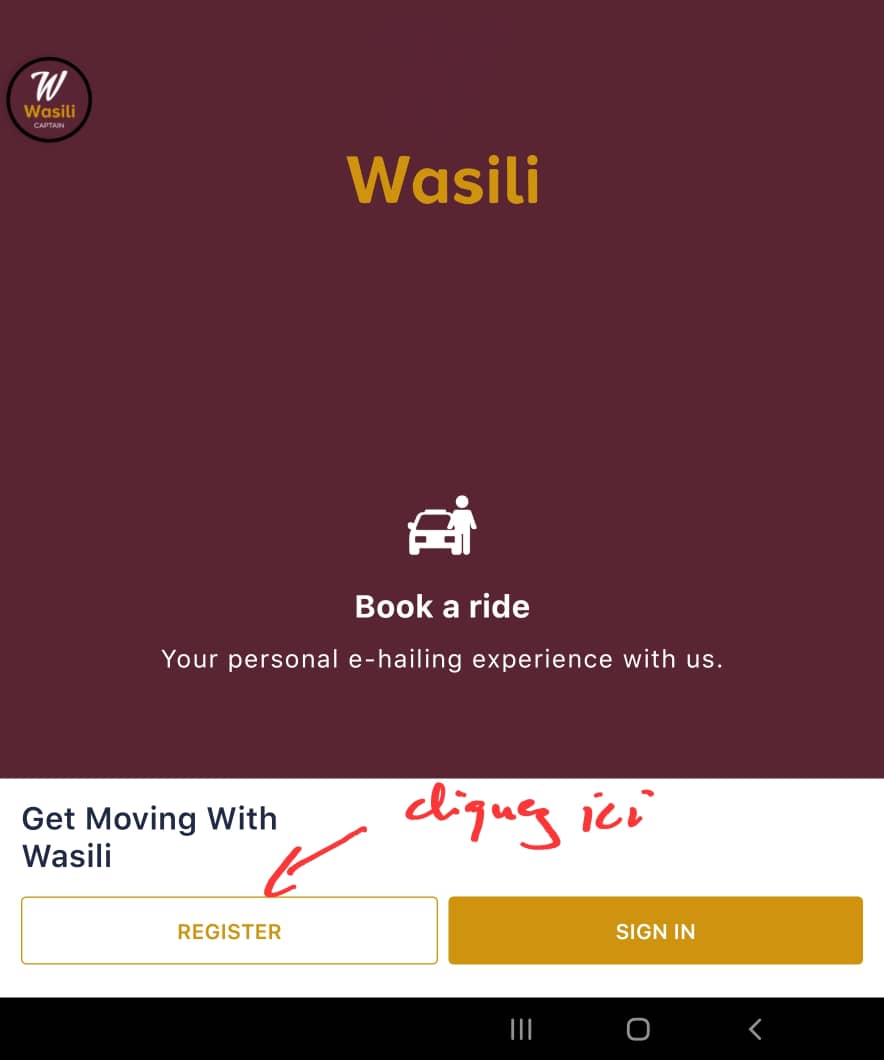 W
Wasili
CAPTAIN
Wasili
Book a ride
Your personal e-hailing experience with us.
cliquez ici
Get Moving With
Wasili
REGISTER
SIGN IN